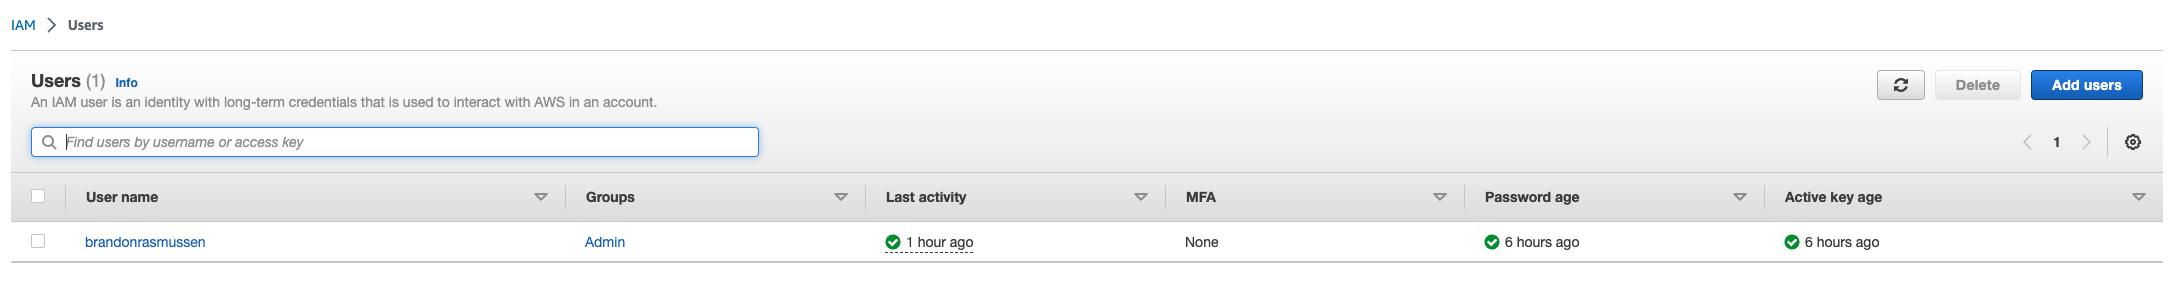 IAM > Users
Users (1) Info
An IAM user is an identity with long-term credentials that is used to interact with AWS in an account.
Delete
Add users
Find users by username or access key
1
User name Groups Last activity MFA Password age Active key age
brandonrasmussen Admin 1 hour ago None 6 hours ago 6 hours ago